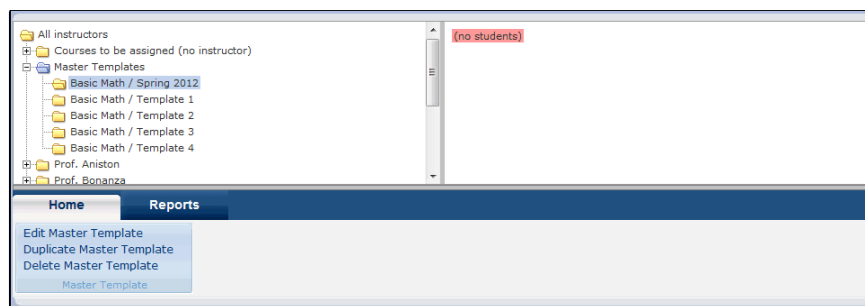 All instructors
Courses to be assigned (no instructor)
Master Templates
Basic Math / Spring 2012
Basic Math / Template 1
Basic Math / Template 2
Basic Math / Template 3
Basic Math / Template 4
Prof. Aniston
Prof. Bonanza
(no students)
Home Reports
Edit Master Template
Duplicate Master Template
Delete Master Template
Master Template